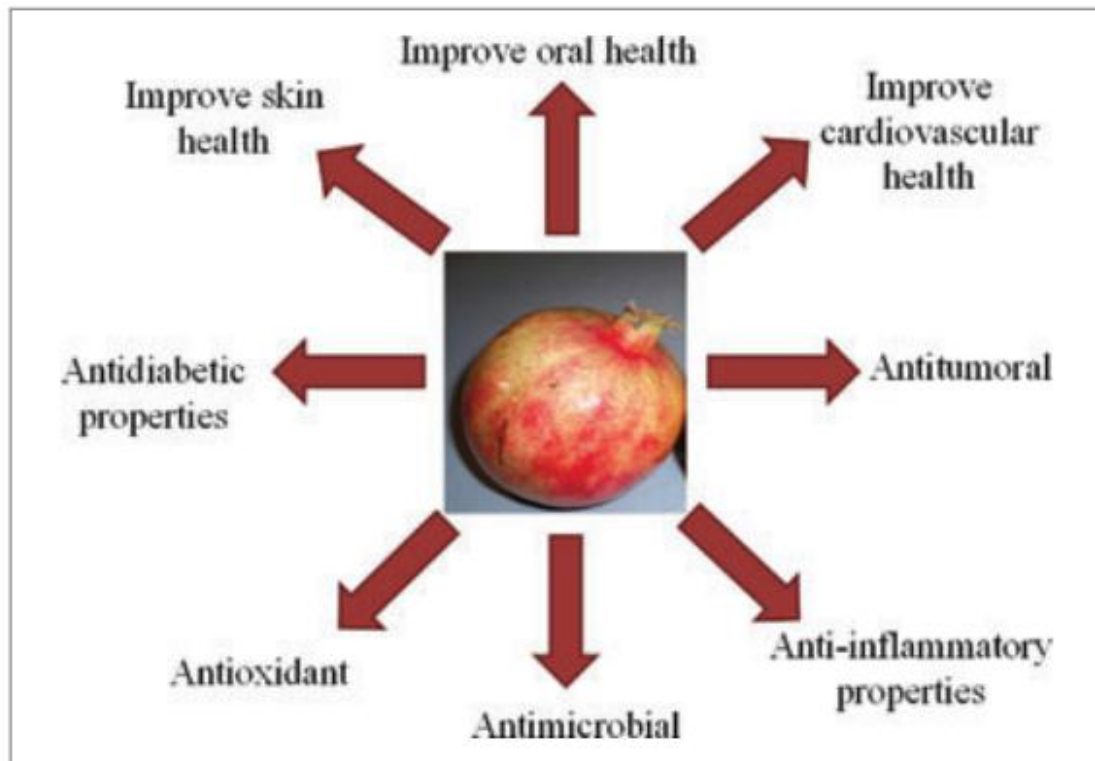 Improve oral health
Improve skin
health
Improve
cardiovascular
health
Antidiabetic
properties
Antitumoral
Antioxidant
Anti-inflammatory
properties
Antimicrobial